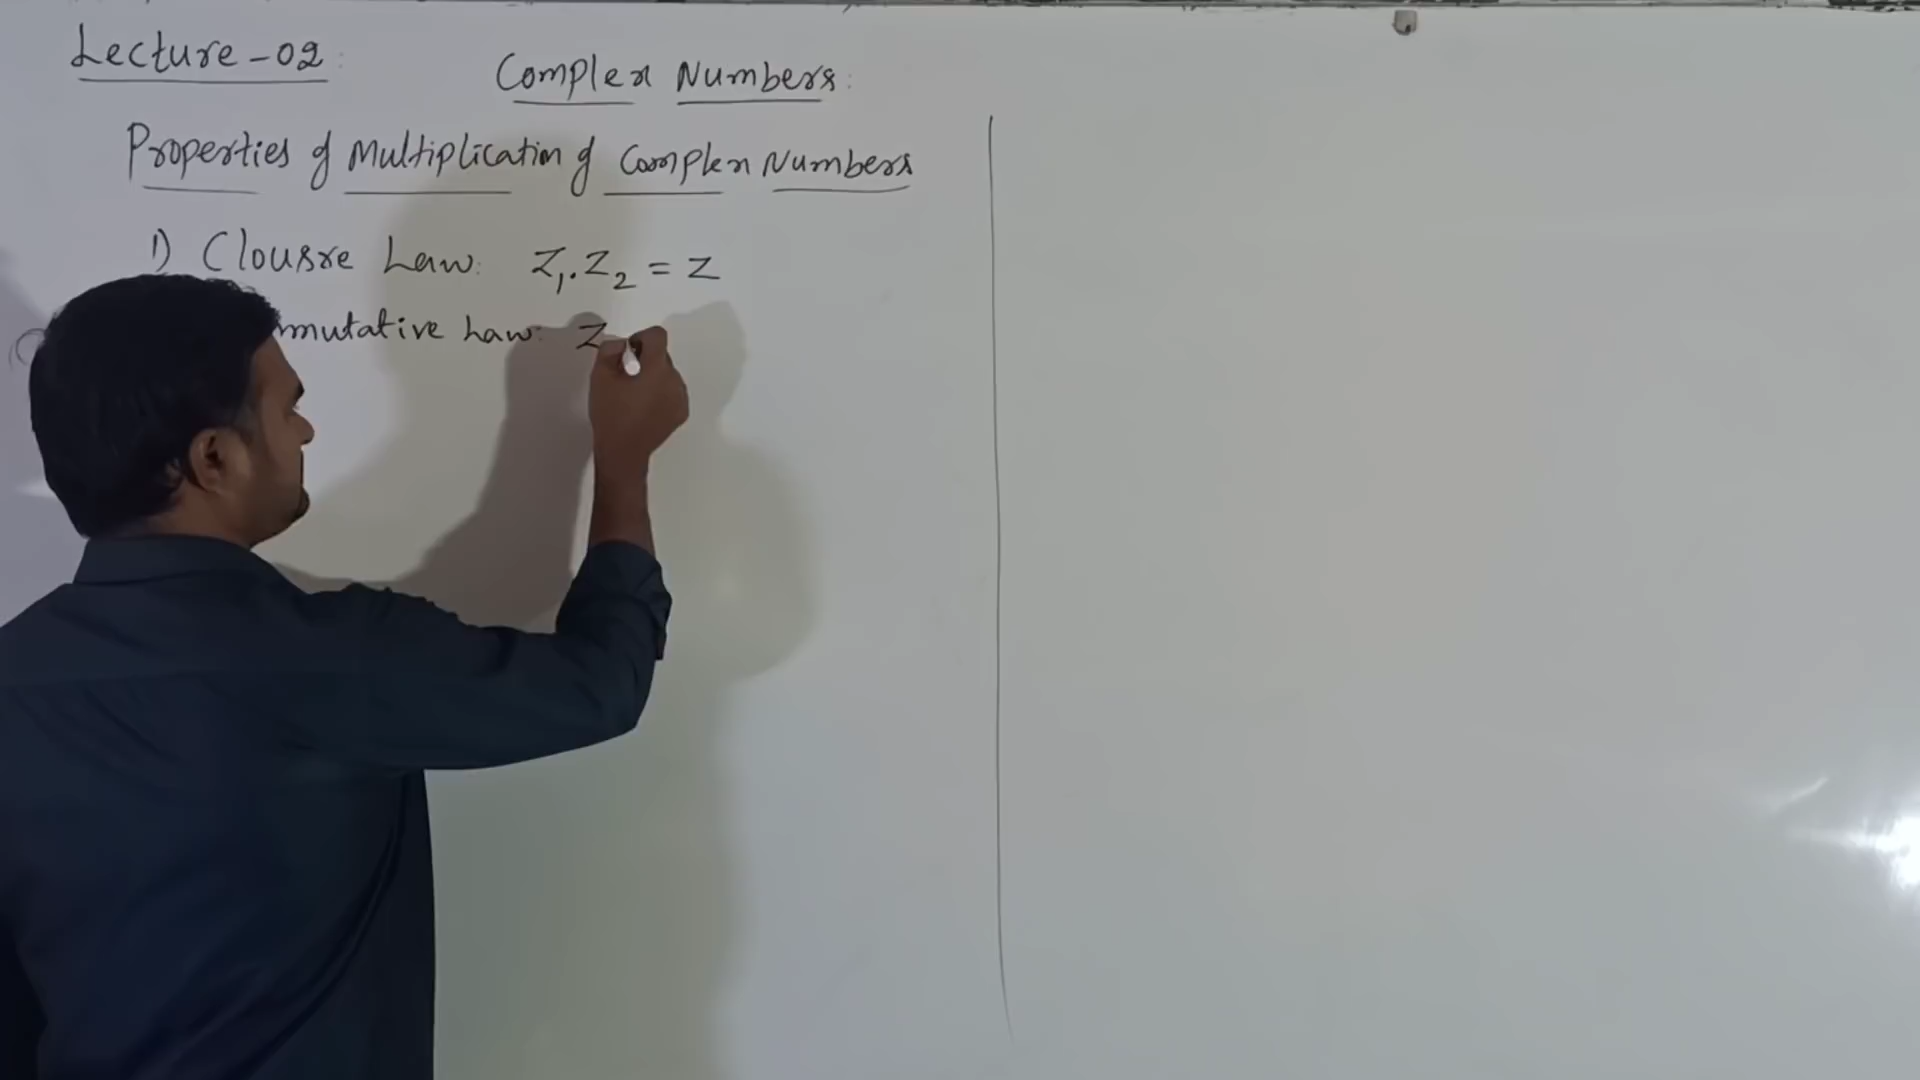 Lecture-02:
Complex Numbers:
Properties of Multiplication of Complex Numbers
1) Clousre Law: Z₁.Z₂ = Z
mutative Law: Z